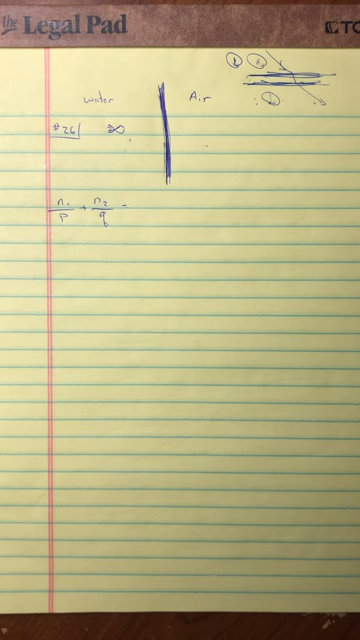 the Legal Pad
water Air
#26 ∞
n₁/p + n₂/q =